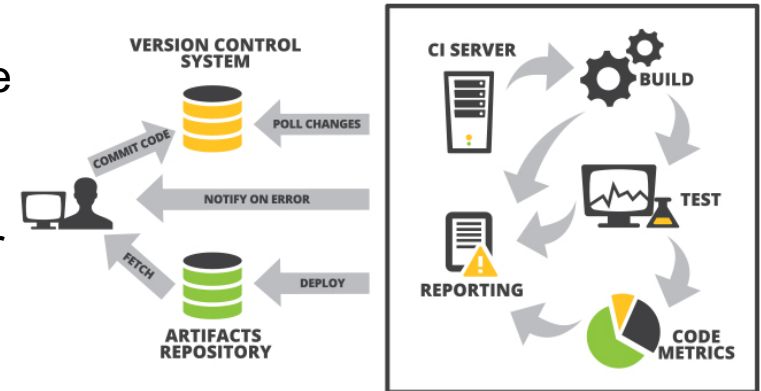 e
VERSION CONTROL
SYSTEM
CI SERVER
BUILD
COMMIT CODE
POLL CHANGES
NOTIFY ON ERROR
TEST
FETCH
DEPLOY
REPORTING
ARTIFACTS
REPOSITORY
CODE
METRICS